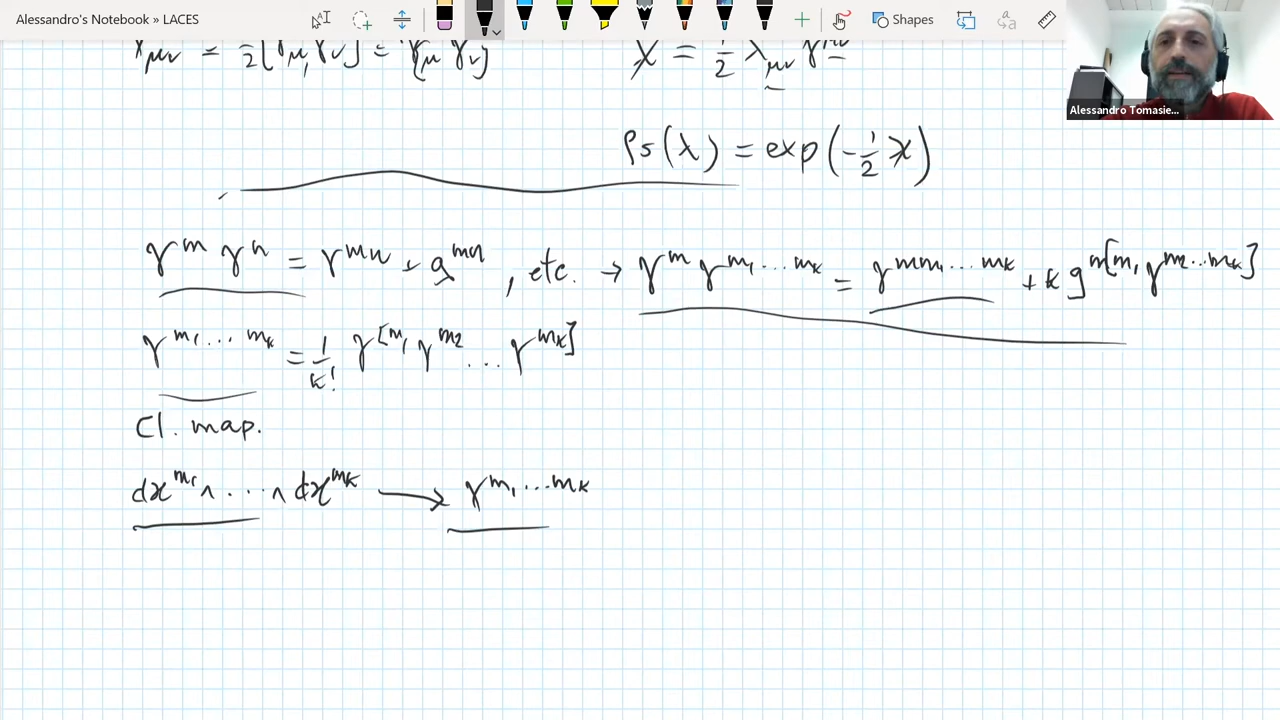 Alessandro's Notebook » LACES
Shapes
Alessandro Tomasie...
γ_{μν} = 1/2 [γ_μ, γ_ν] = γ_{[μ} γ_{ν]}
λ̸ = 1/2 λ_{μν} γ^{μν}
ρ_s(λ) = exp(-1/2 λ̸)
γ^m γ^n = γ^{mn} + g^{mn}, etc. → γ^m γ^{m_1...m_k} = γ^{mm_1...m_k} + k g^{m[m_1} γ^{m_2...m_k]}
γ^{m_1...m_k} = 1/k! γ^{[m_1} γ^{m_2} ... γ^{m_k]}
Cl. map.
dx^{m_1} ∧ ... ∧ dx^{m_k} → γ^{m_1...m_k}